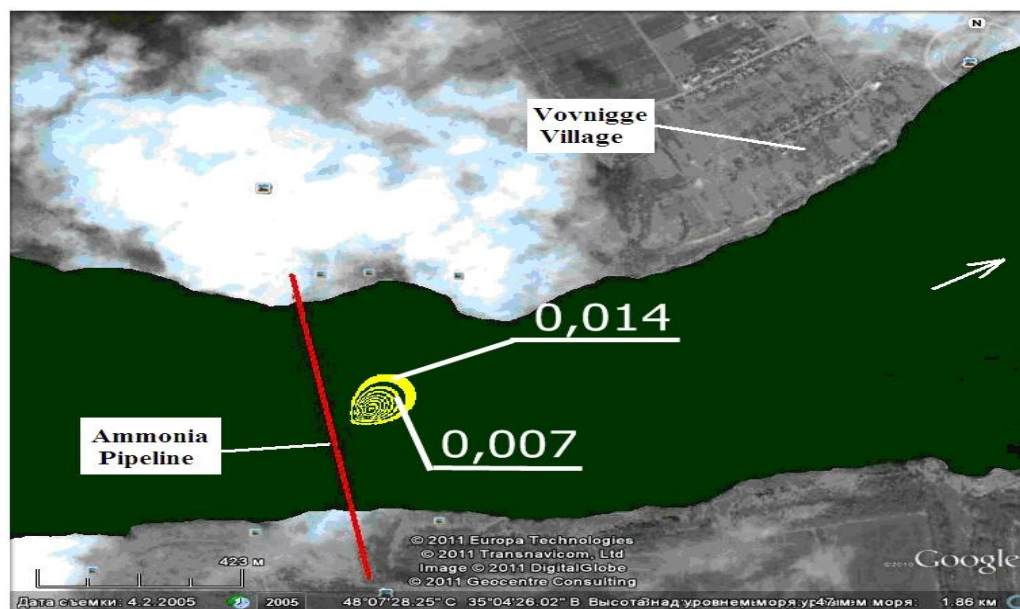 N
Vovnigge
Village
0,014
0,007
Ammonia
Pipeline
423 м
© 2011 Europa Technologies
© 2011 Transnavicom, Ltd
Image © 2011 DigitalGlobe
© 2011 Geocentre Consulting
©2010 Google
Дата съемки: 4.2.2005 2005 48°07'28.25" С 35°04'26.02" В Высота 1.86 км